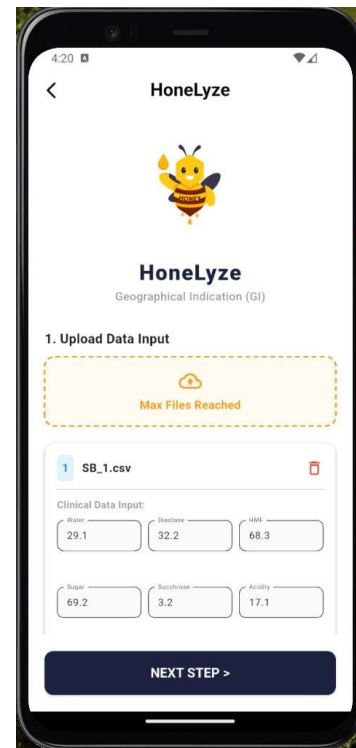 4:20
HoneLyze
HONEY
HoneLyze
Geographical Indication (GI)
1. Upload Data Input
Max Files Reached
1 SB_1.csv
Clinical Data Input:
Water Diastase HMF
29.1 32.2 68.3
Sugar Succhrose Acidity
69.2 3.2 17.1
NEXT STEP >